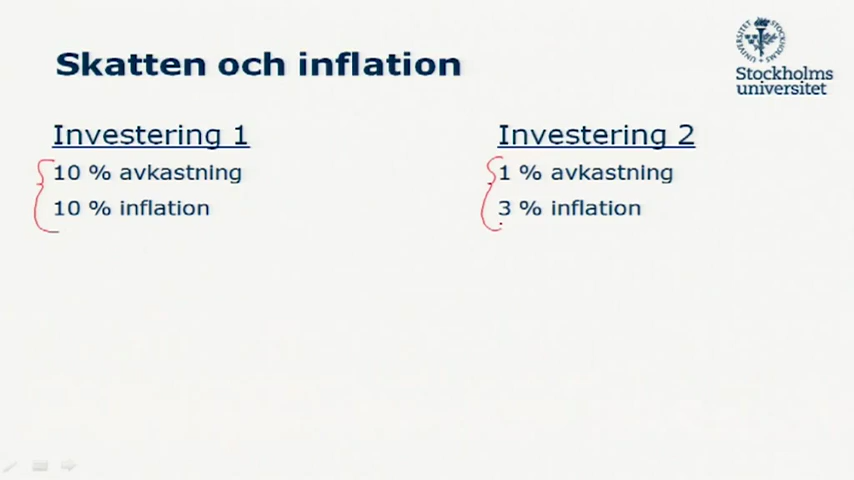 Skatten och inflation
Stockholms
universitet
Investering 1
10 % avkastning
10 % inflation
Investering 2
1 % avkastning
3 % inflation